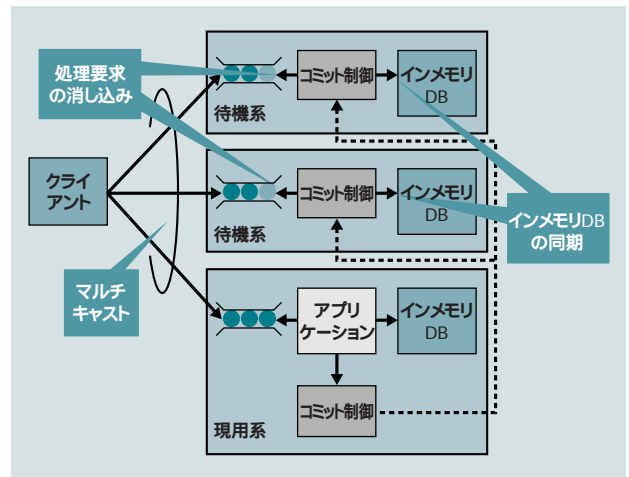 処理要求
の消し込み
コミット制御
インメモリ
DB
待機系
クライ
アント
コミット制御
インメモリ
DB
待機系
インメモリDB
の同期
マルチ
キャスト
アプリ
ケーション
インメモリ
DB
コミット制御
現用系